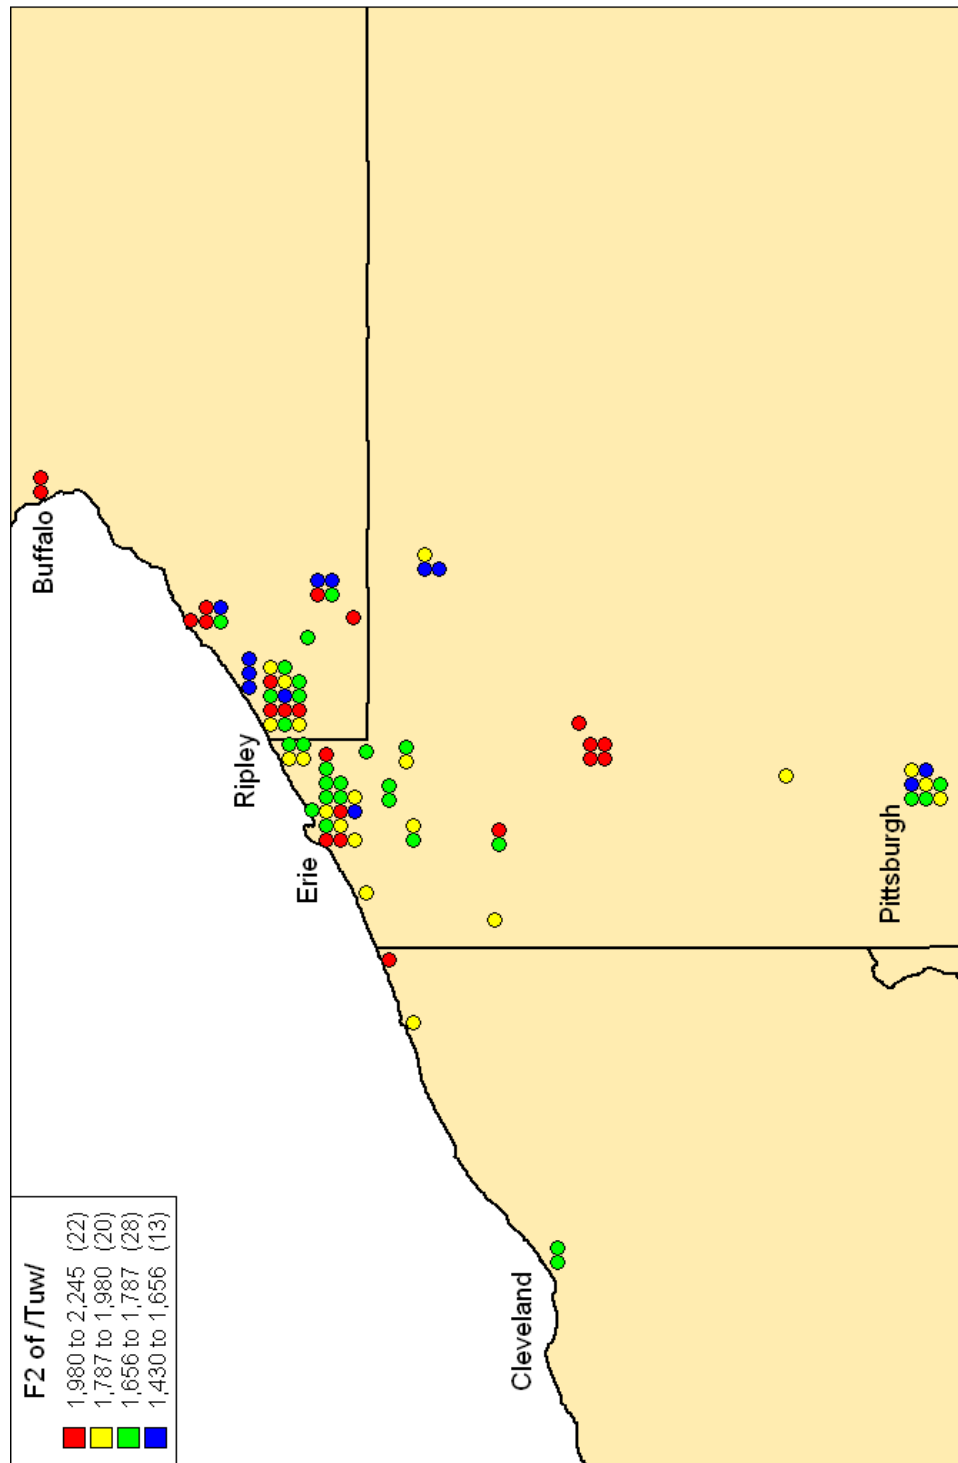 F2 of /Tuw/
1,980 to 2,245 (22)
1,787 to 1,980 (20)
1,656 to 1,787 (28)
1,430 to 1,656 (13)
Buffalo
Ripley
Erie
Cleveland
Pittsburgh